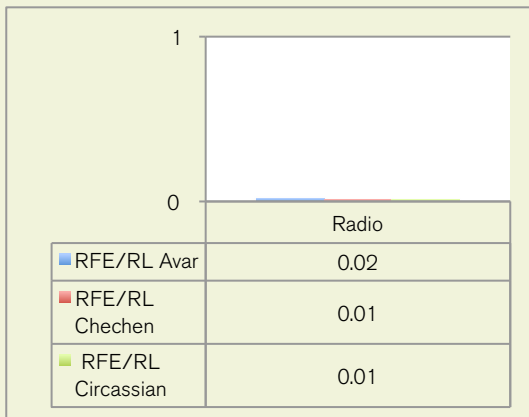 1
0
Radio
RFE/RL Avar 0.02
RFE/RL
Chechen 0.01
RFE/RL
Circassian 0.01